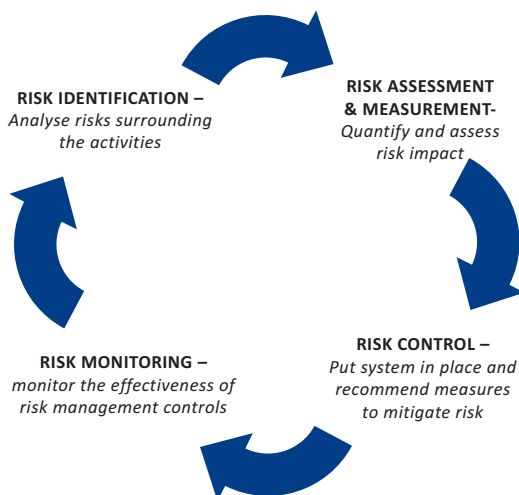 RISK IDENTIFICATION –
Analyse risks surrounding
the activities
RISK ASSESSMENT
& MEASUREMENT-
Quantify and assess
risk impact
RISK CONTROL –
Put system in place and
recommend measures
to mitigate risk
RISK MONITORING –
monitor the effectiveness of
risk management controls